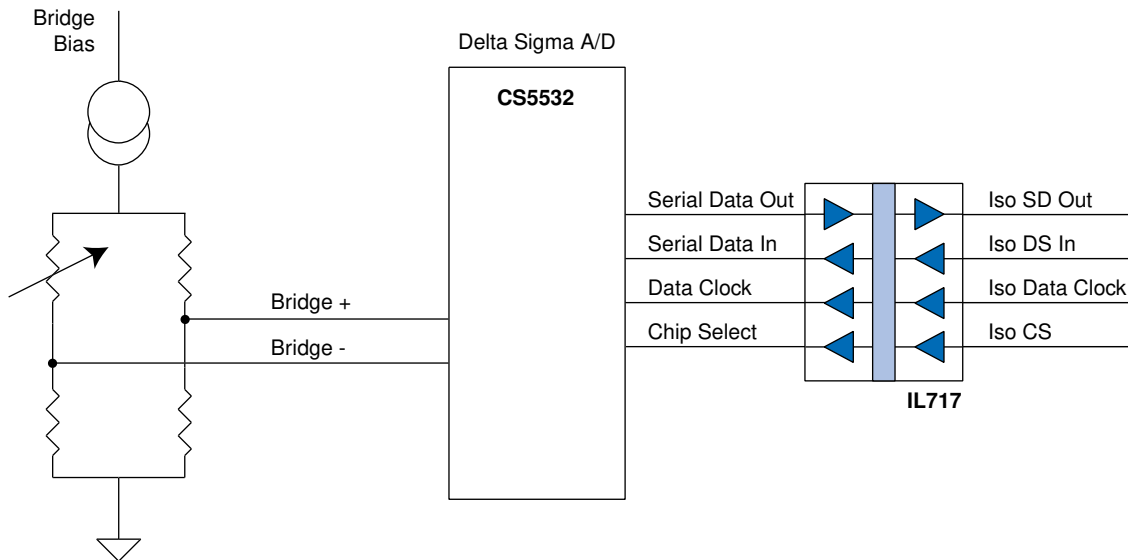 Bridge
Bias
Delta Sigma A/D
CS5532
Serial Data Out
Iso SD Out
Serial Data In
Iso DS In
Bridge +
Data Clock
Iso Data Clock
Bridge -
Chip Select
Iso CS
IL717